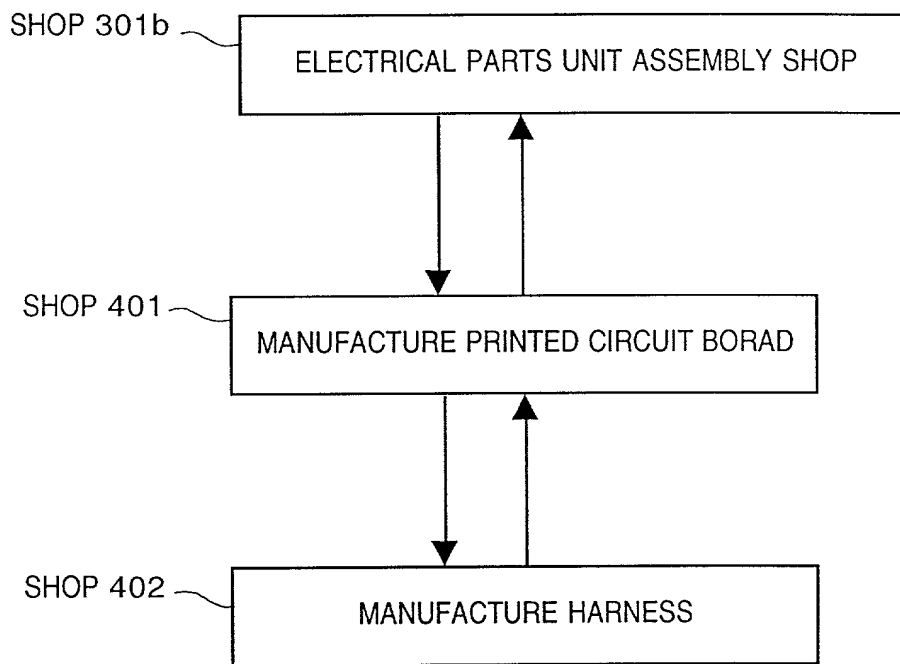 SHOP 301b
ELECTRICAL PARTS UNIT ASSEMBLY SHOP
SHOP 401
MANUFACTURE PRINTED CIRCUIT BORAD
SHOP 402
MANUFACTURE HARNESS